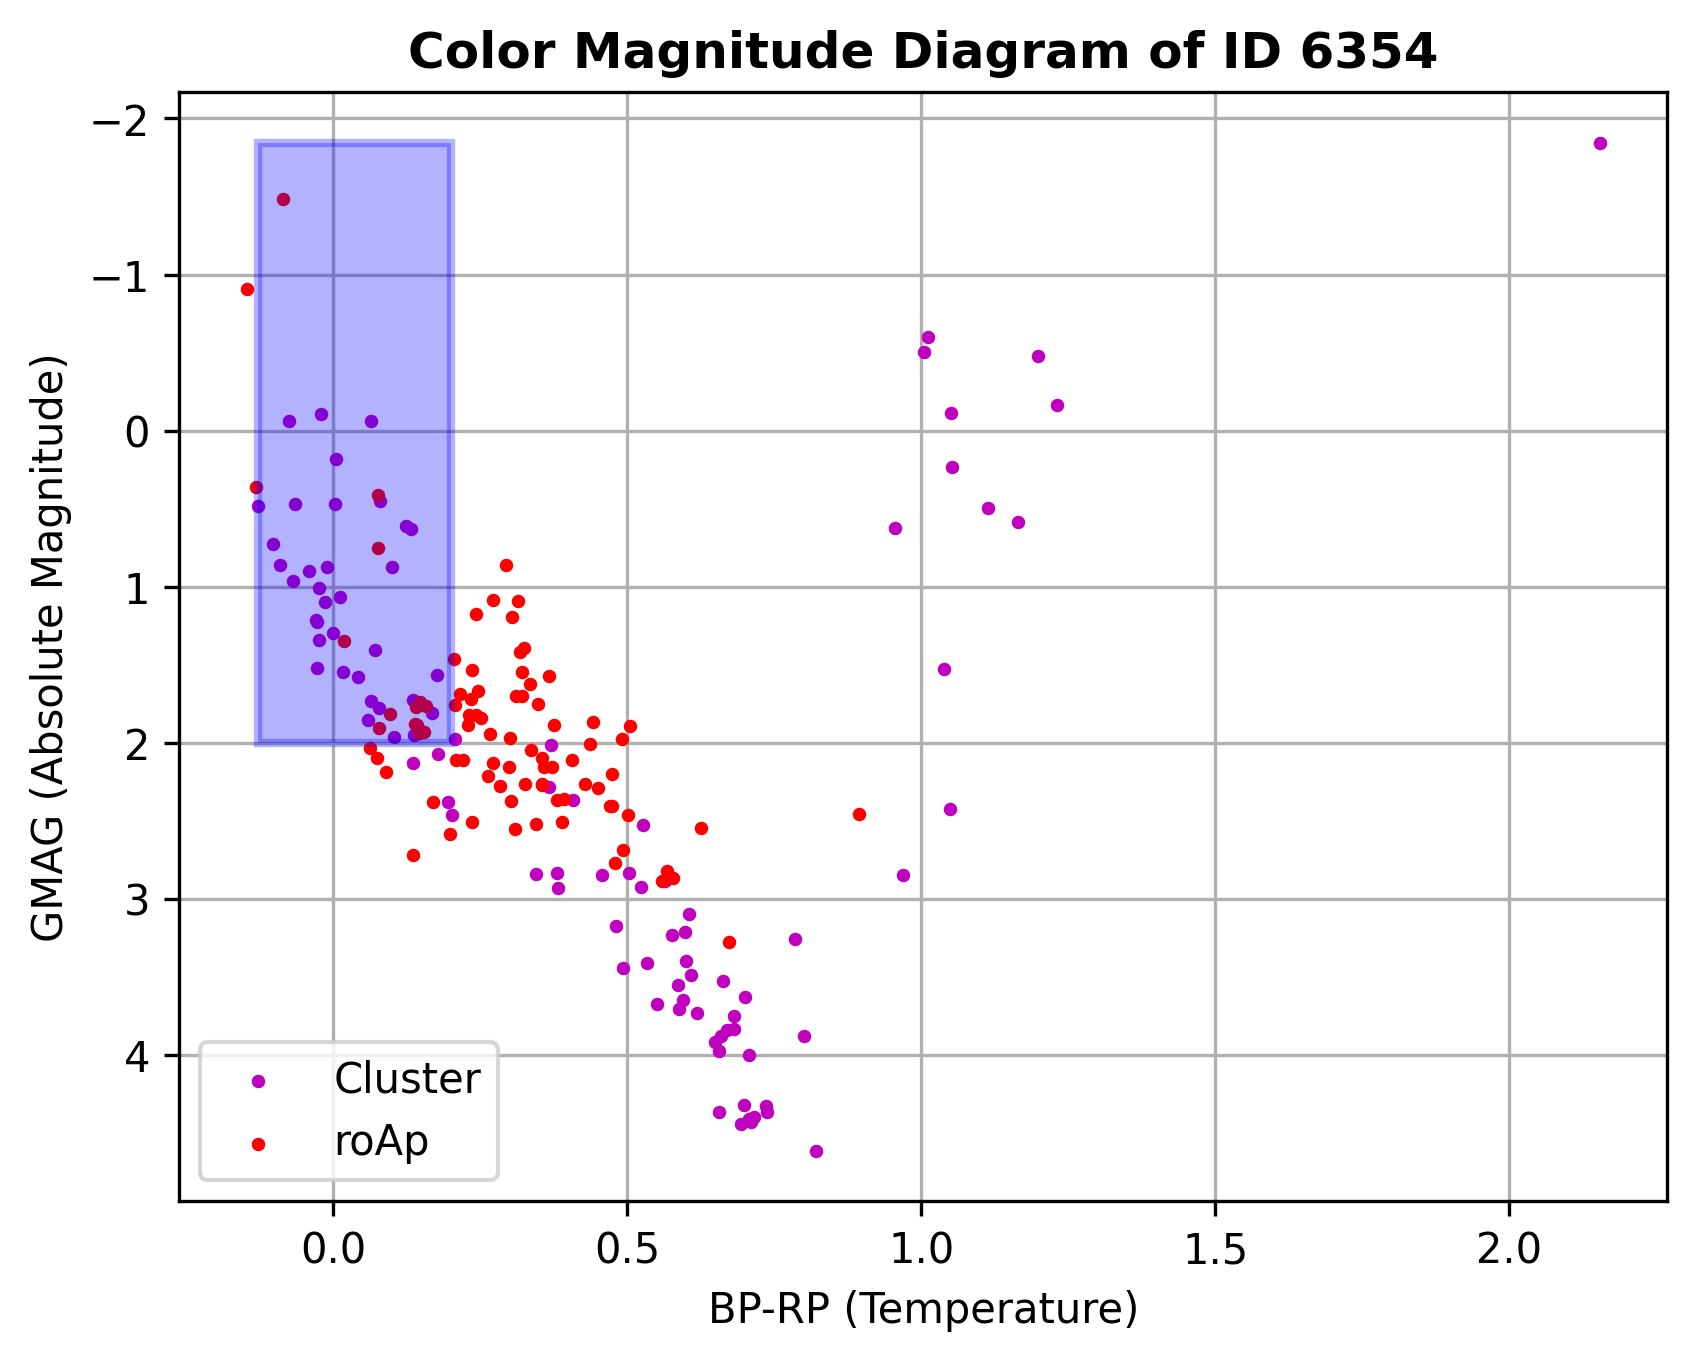 Color Magnitude Diagram of ID 6354
−2
−1
0
1
2
3
4
GMAG (Absolute Magnitude)
Cluster
roAp
0.0 0.5 1.0 1.5 2.0
BP-RP (Temperature)